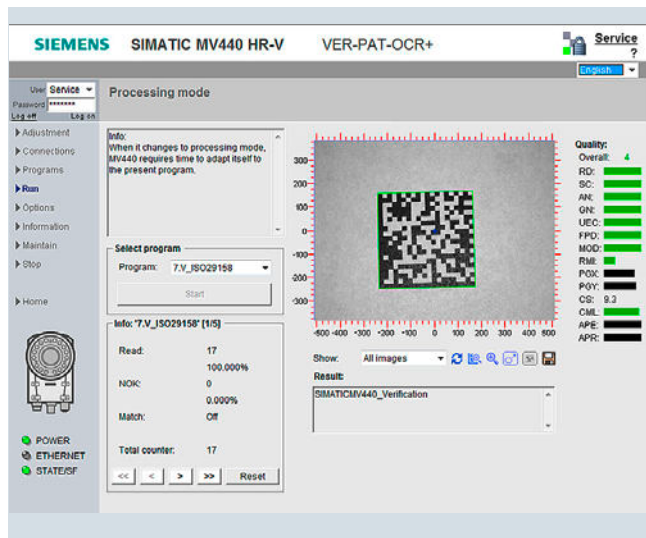 SIEMENS SIMATIC MV440 HR-V VER-PAT-OCR+ Service
?
English
User Service
Password *******
Log off Log on
Processing mode
Adjustment
Connections
Programs
Run
Options
Information
Maintain
Stop
Home
POWER
ETHERNET
STATE/SF
Info:
When it changes to processing mode,
MV440 requires time to adapt itself to
the present program.
Select program
Program: 7.V_ISO29158
Start
Info: '7.V_ISO29158' [1/5]
Read: 17
100.000%
NOK: 0
0.000%
Match: Off
Total counter: 17
<< < > >> Reset
300
200
100
0
-100
-200
-300
-500 -400 -300 -200 -100 0 100 200 300 400 500
Show: All images
Result:
SIMATICMV440_Verification
Quality:
Overall: 4
RD:
SC:
AN:
GN:
UEC:
FPD:
MOD:
RMI:
PGX:
PGY:
CS: 9.3
CML:
APE:
APR: